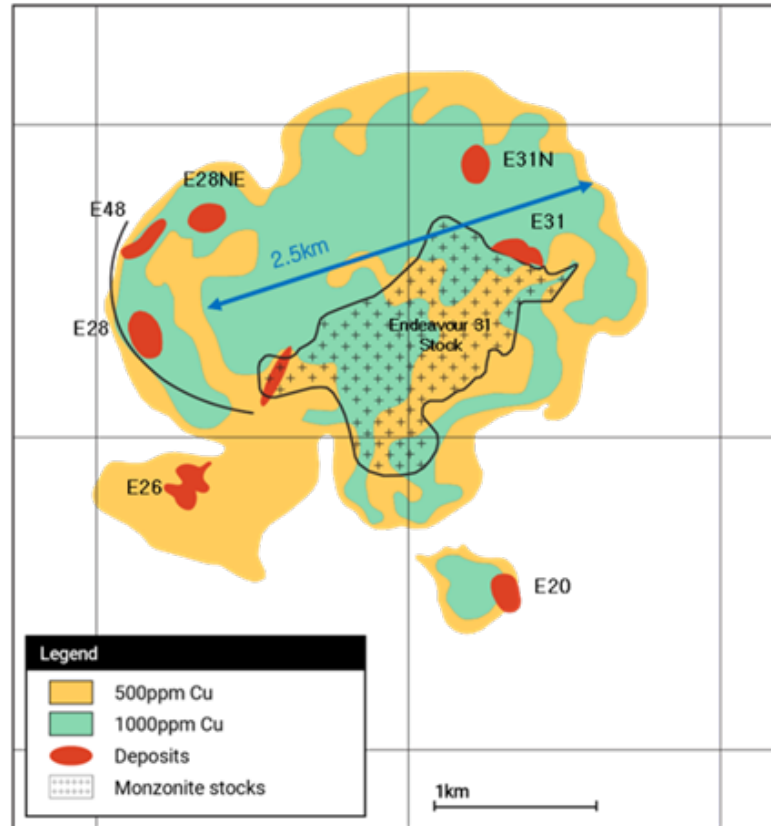 E31N
E28NE
E48
E31
2.5km
E28
Endeavour 31
Stock
E26
E20
Legend
500ppm Cu
1000ppm Cu
Deposits
Monzonite stocks
1km